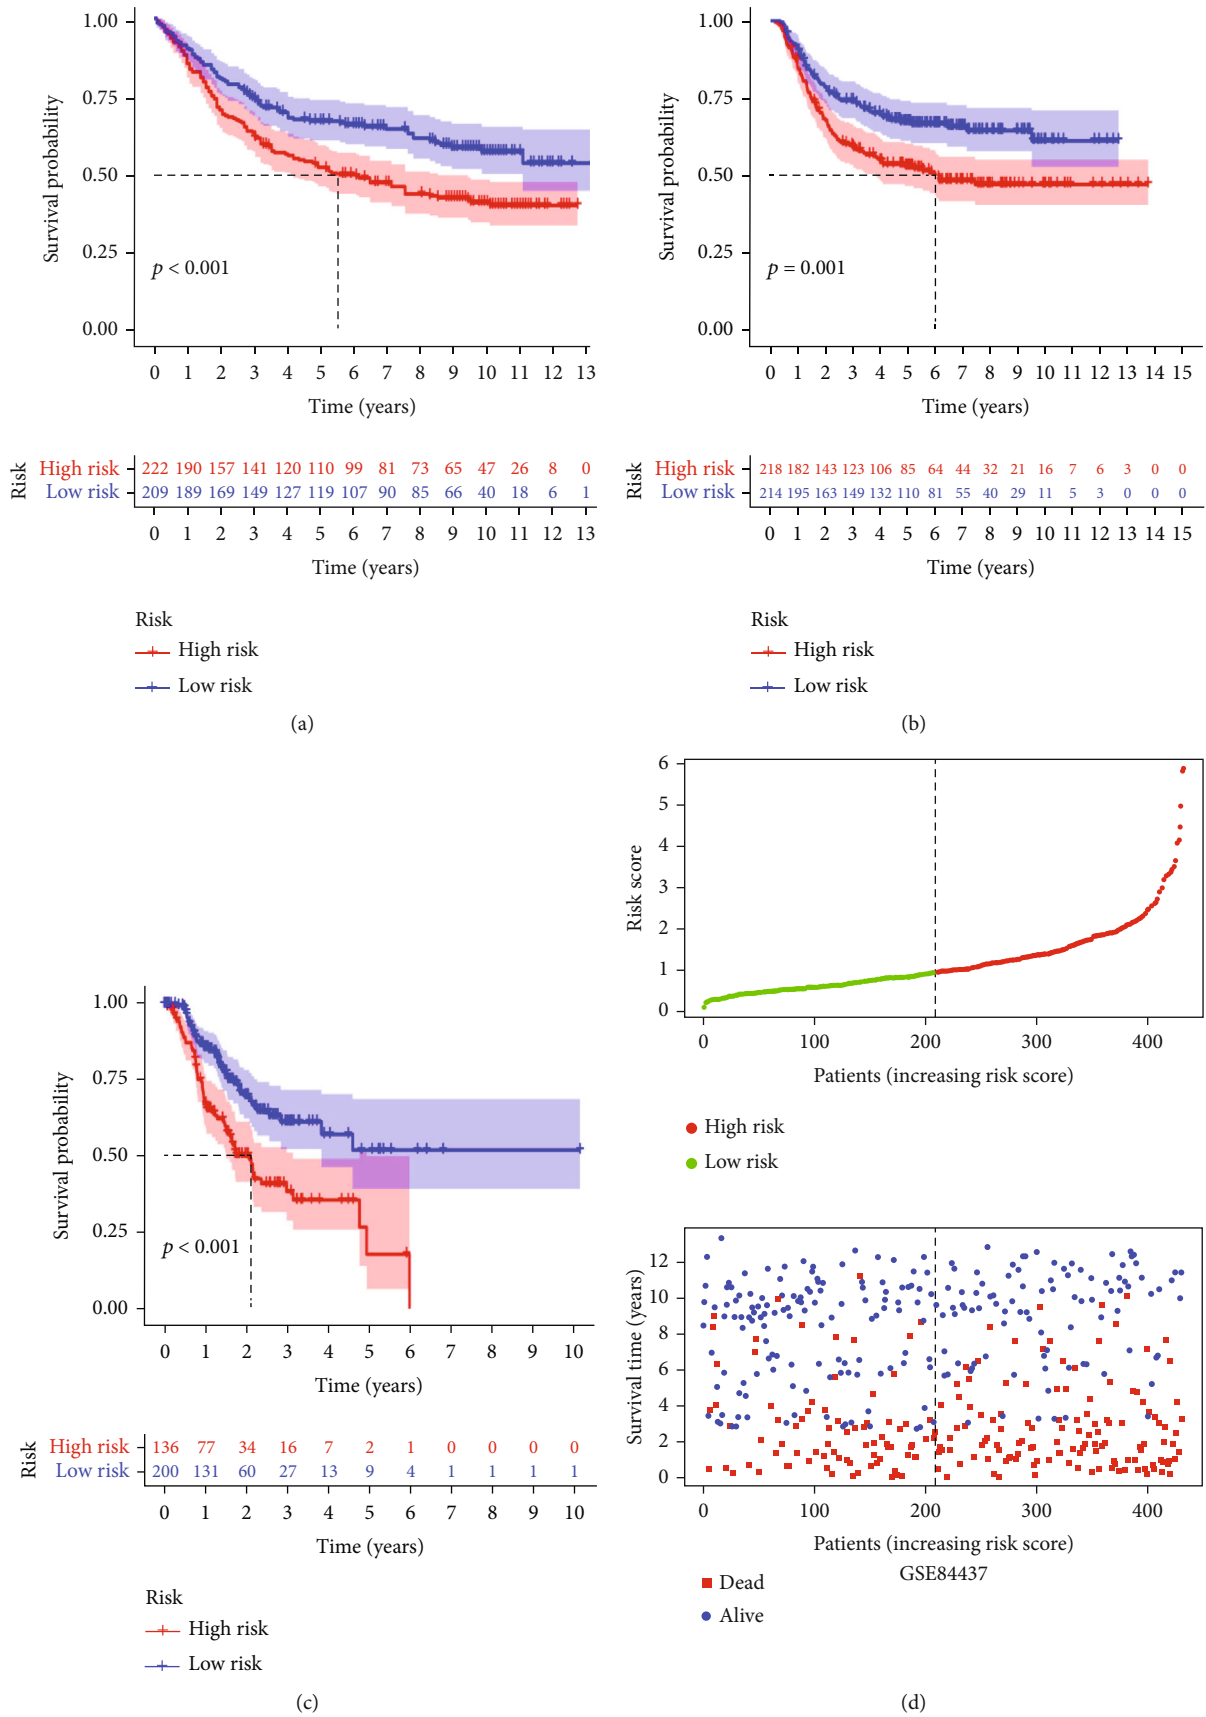 1.00
0.75
0.50
0.25
0.00
Survival probability
p < 0.001
0 1 2 3 4 5 6 7 8 9 10 11 12 13
Time (years)
Risk
High risk 222 190 157 141 120 110 99 81 73 65 47 26 8 0
Low risk 209 189 169 149 127 119 107 90 85 66 40 18 6 1
0 1 2 3 4 5 6 7 8 9 10 11 12 13
Time (years)
Risk
High risk
Low risk
(a)
1.00
0.75
0.50
0.25
0.00
Survival probability
p = 0.001
0 1 2 3 4 5 6 7 8 9 10 11 12 13 14 15
Time (years)
Risk
High risk 218 182 143 123 106 85 64 44 32 21 16 7 6 3 0 0
Low risk 214 195 163 149 132 110 81 55 40 29 11 5 3 0 0 0
0 1 2 3 4 5 6 7 8 9 10 11 12 13 14 15
Time (years)
Risk
High risk
Low risk
(b)
1.00
0.75
0.50
0.25
0.00
Survival probability
p < 0.001
0 1 2 3 4 5 6 7 8 9 10
Time (years)
Risk
High risk 136 77 34 16 7 2 1 0 0 0 0
Low risk 200 131 60 27 13 9 4 1 1 1 1
0 1 2 3 4 5 6 7 8 9 10
Time (years)
Risk
High risk
Low risk
(c)
6
5
4
3
2
1
0
Risk score
0 100 200 300 400
Patients (increasing risk score)
High risk
Low risk
12
10
8
6
4
2
0
Survival time (years)
0 100 200 300 400
Patients (increasing risk score)
GSE84437
Dead
Alive
(d)